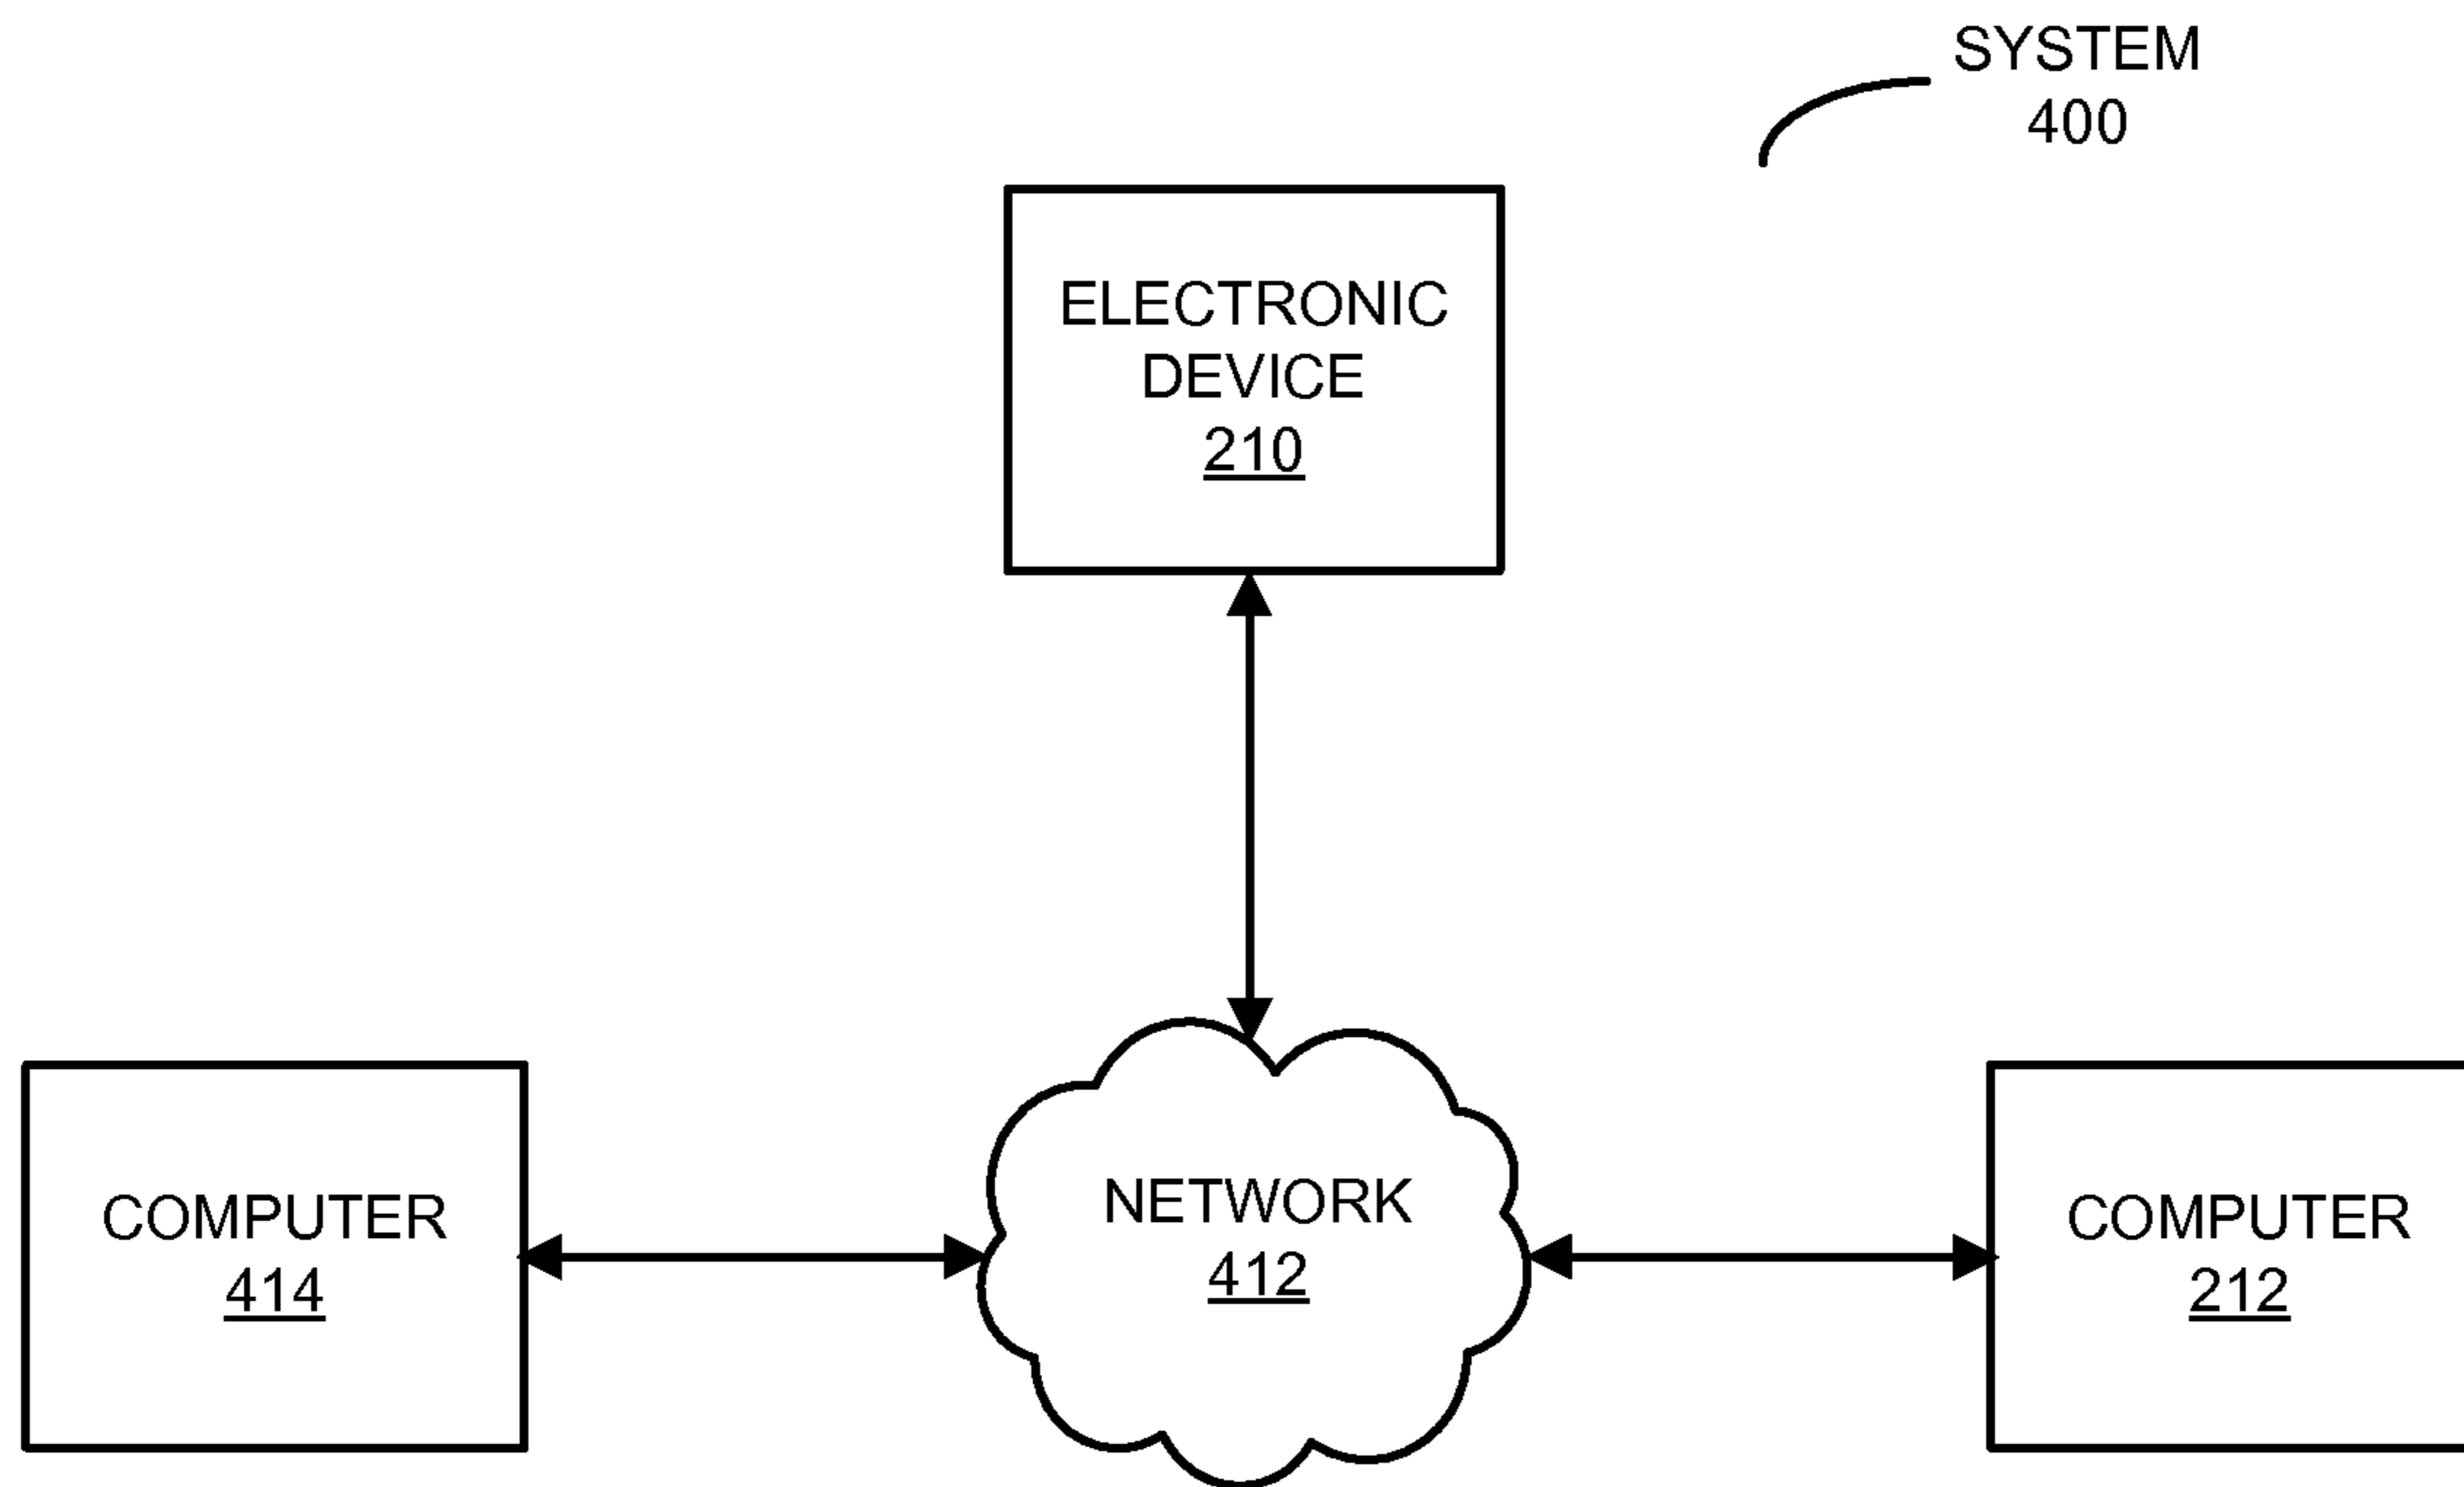 SYSTEM
400
ELECTRONIC
DEVICE
210
COMPUTER
414
NETWORK
412
COMPUTER
212